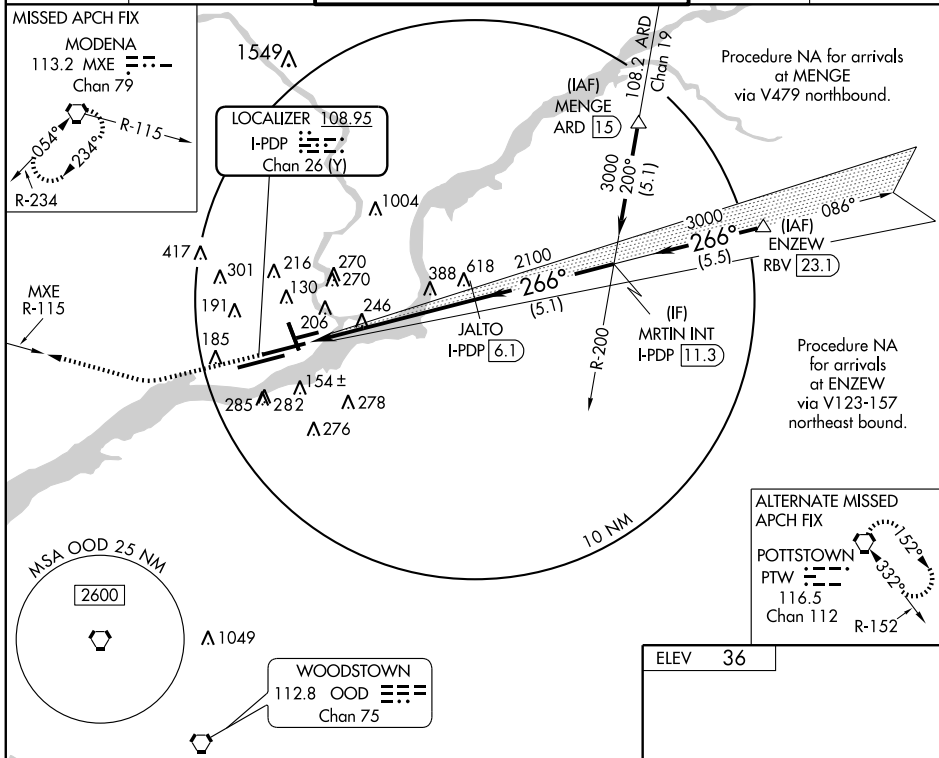 MISSED APCH FIX
MODENA
113.2 MXE
Chan 79
R-115
054°
234°
R-234
1549
LOCALIZER 108.95
I-PDP
Chan 26 (Y)
108.2 ARD
Chan 19
(IAF)
MENGE
ARD 15
Procedure NA for arrivals
at MENGE
via V479 northbound.
3000
200°
(5.1)
1004
3000
086°
266°
(5.5)
(IAF)
ENZEW
RBV 23.1
417
301
216
270
270
388
618
2100
266°
(5.1)
191
130
206
246
MXE
R-115
185
JALTO
I-PDP 6.1
(IF)
MRTIN INT
I-PDP 11.3
R-200
Procedure NA
for arrivals
at ENZEW
via V123-157
northeast bound.
154 ±
285
282
278
276
10 NM
MSA OOD 25 NM
2600
1049
WOODSTOWN
112.8 OOD
Chan 75
ALTERNATE MISSED
APCH FIX
POTTSTOWN
PTW
116.5
Chan 112
152°
332°
R-152
ELEV 36